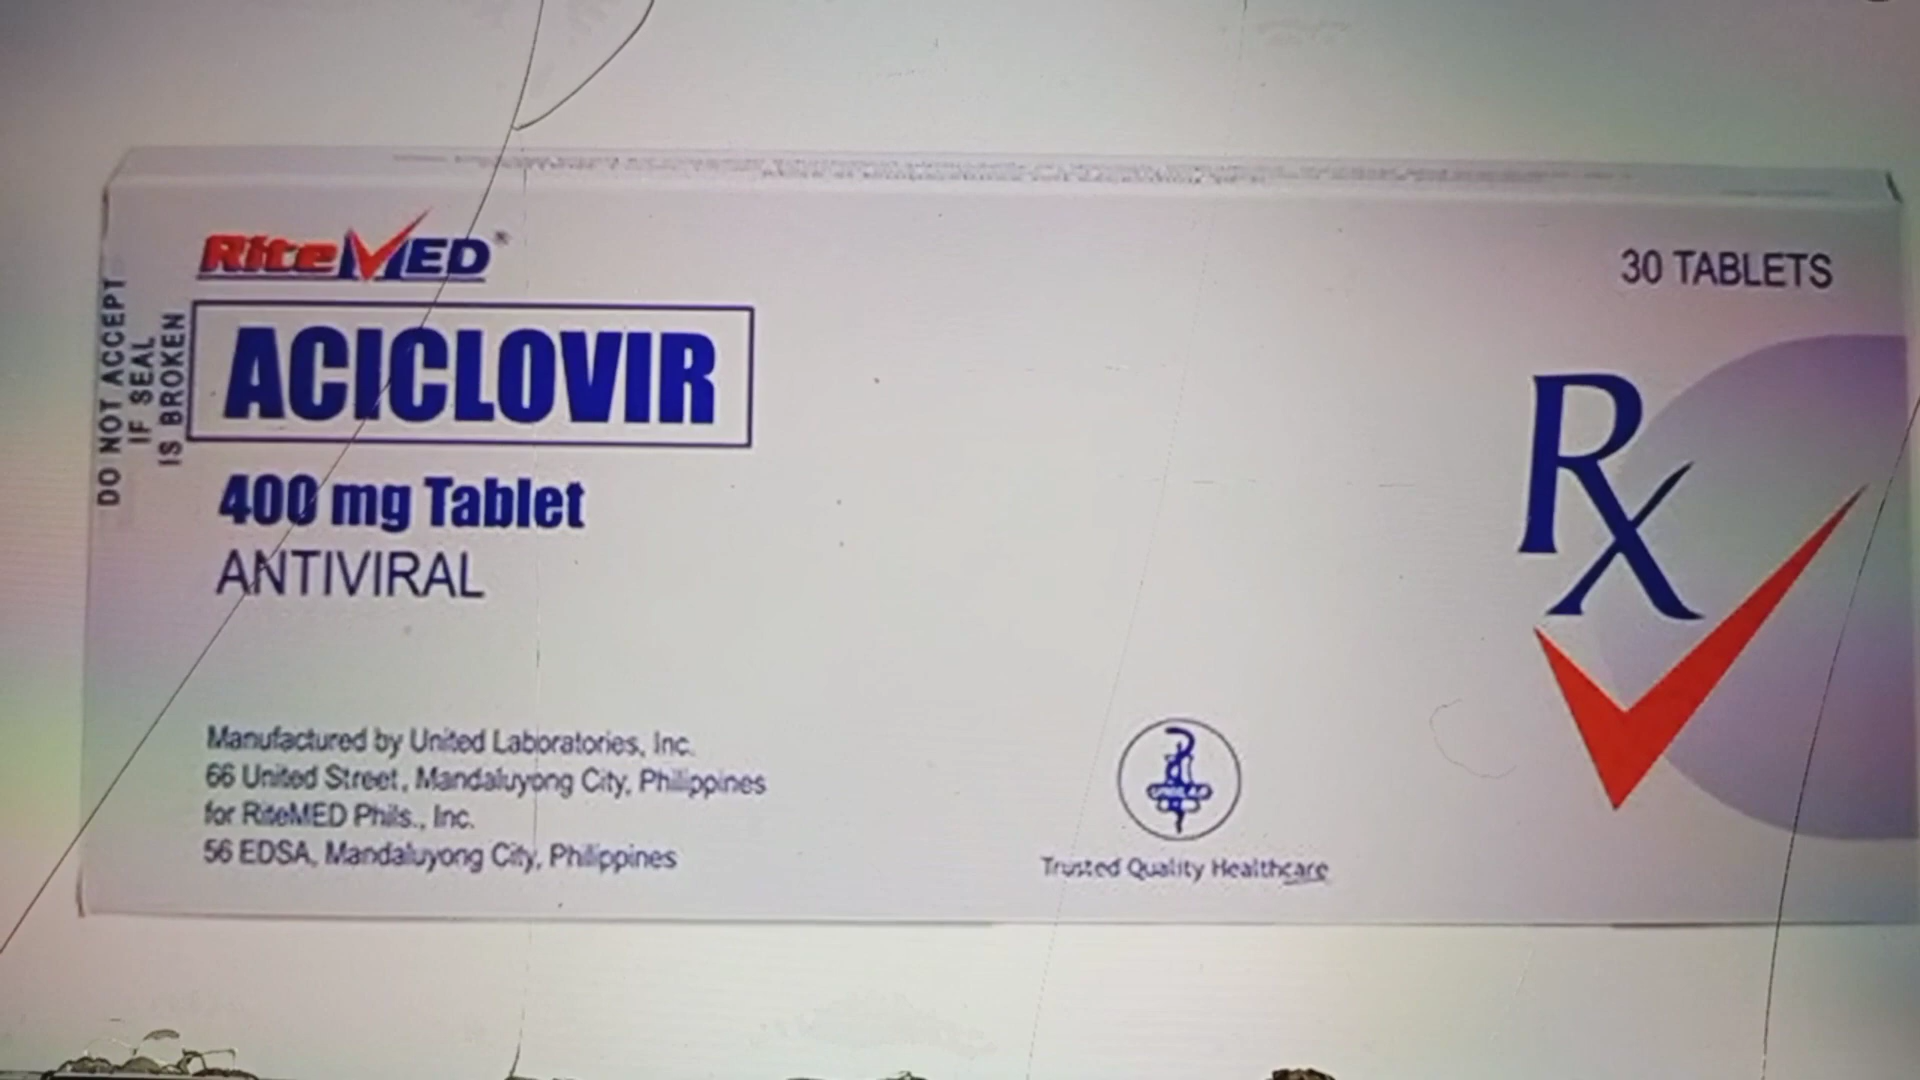 RiteMED®
30 TABLETS
DO NOT ACCEPT
IF SEAL
IS BROKEN
ACICLOVIR
400 mg Tablet
ANTIVIRAL
Rx
Manufactured by United Laboratories, Inc.
66 United Street, Mandaluyong City, Philippines
for RiteMED Phils., Inc.
56 EDSA, Mandaluyong City, Philippines
UNILAB
Trusted Quality Healthcare